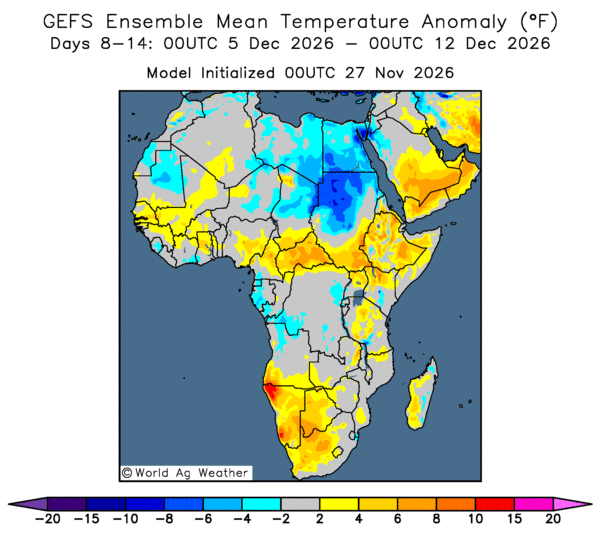 GEFS Ensemble Mean Temperature Anomaly (°F)
Days 8-14: 00UTC 5 Dec 2026 - 00UTC 12 Dec 2026
Model Initialized 00UTC 27 Nov 2026
©World Ag Weather
-20 -15 -10 -8 -6 -4 -2 2 4 6 8 10 15 20